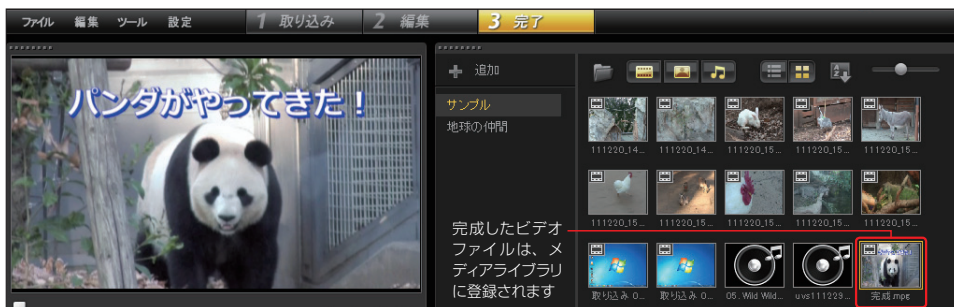 ファイル 編集 ツール 設定 1 取り込み 2 編集 3 完了
パンダがやってきた!
追加
サンプル
地球の仲間
111220_14... 111220_14... 111220_15... 111220_15... 111220_15...
111220_15... 111220_15... 111220_15... 111220_15... 111220_15...
完成したビデオ
ファイルは、メ
ディアライブラリ
に登録されます
取り込み 0... 取り込み 0... 05. Wild Wild... uvs111229... 完成.mpg